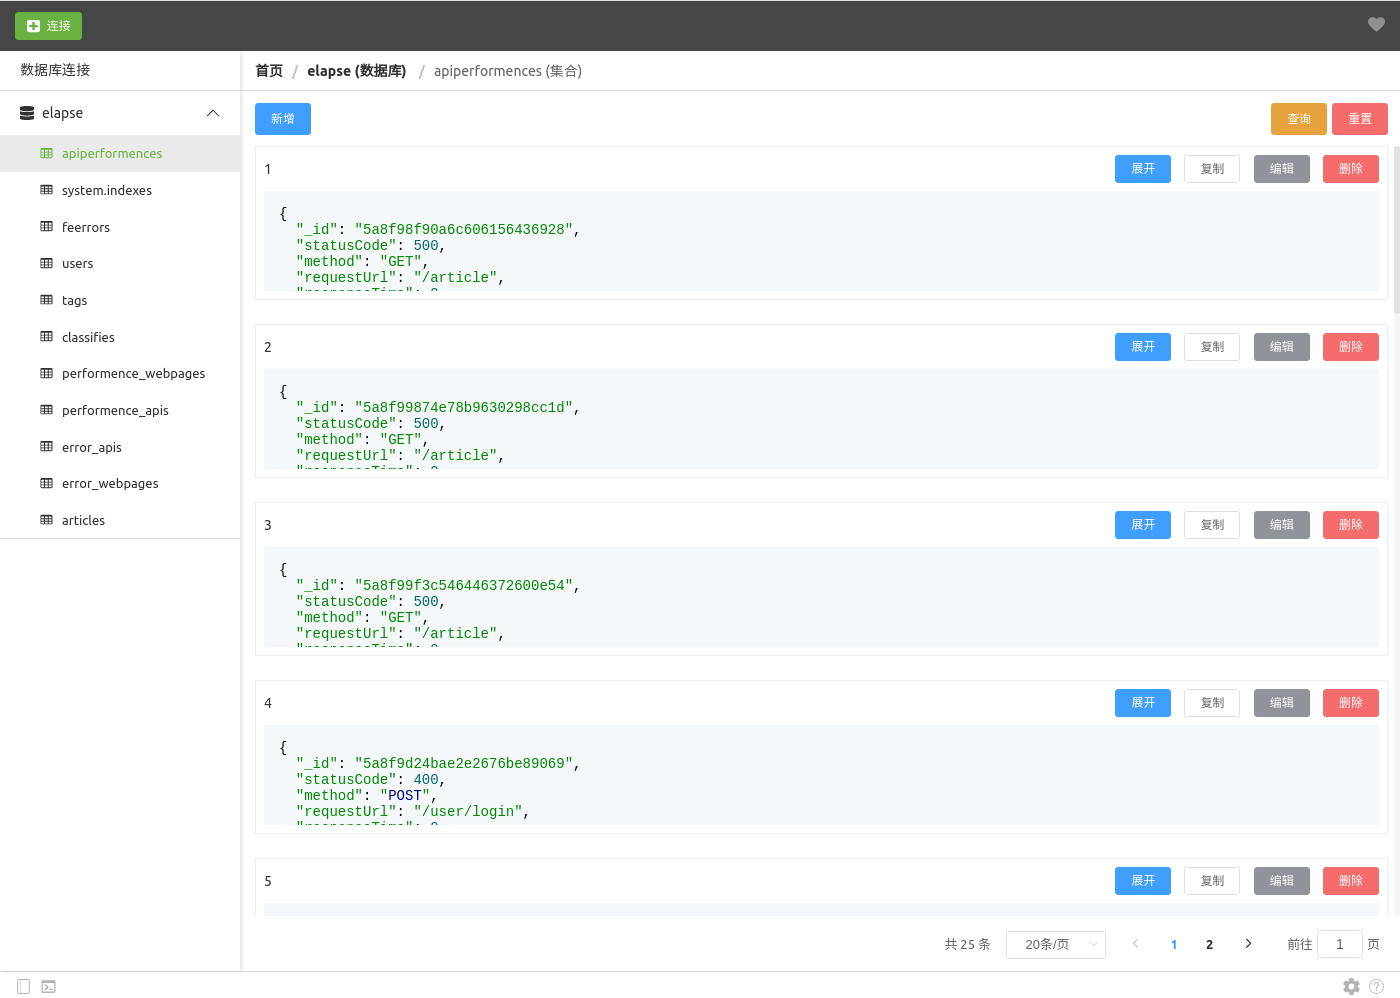 连接
数据库连接
首页 / elapse (数据库) / apiperformences (集合)
elapse
apiperformences
system.indexes
feerrors
users
tags
classifies
performence_webpages
performence_apis
error_apis
error_webpages
articles
新增 查询 重置
1 展开 复制 编辑 删除
{
"_id": "5a8f98f90a6c606156436928",
"statusCode": 500,
"method": "GET",
"requestUrl": "/article",
2 展开 复制 编辑 删除
{
"_id": "5a8f99874e78b9630298cc1d",
"statusCode": 500,
"method": "GET",
"requestUrl": "/article",
3 展开 复制 编辑 删除
{
"_id": "5a8f99f3c546446372600e54",
"statusCode": 500,
"method": "GET",
"requestUrl": "/article",
4 展开 复制 编辑 删除
{
"_id": "5a8f9d24bae2e2676be89069",
"statusCode": 400,
"method": "POST",
"requestUrl": "/user/login",
5 展开 复制 编辑 删除
共 25 条 20条/页 1 2 前往 1 页